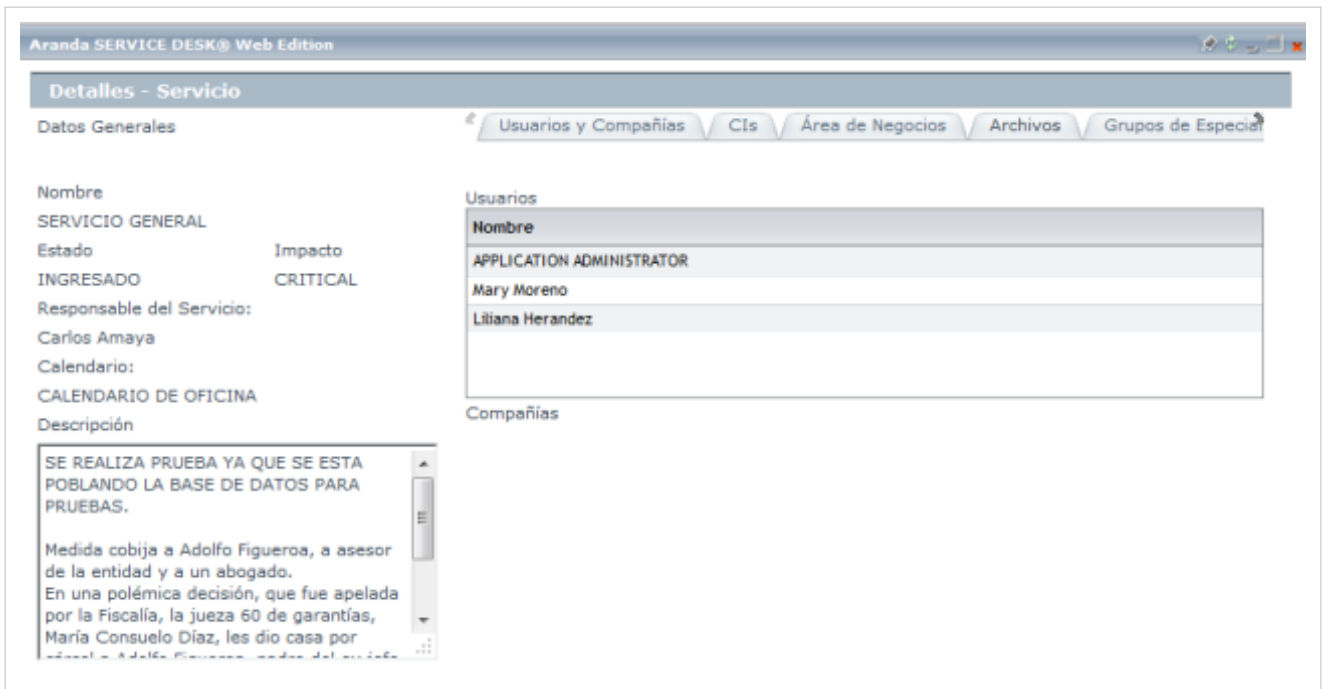 Aranda SERVICE DESK® Web Edition
Detalles - Servicio
Datos Generales
Usuarios y Compañías
CIs
Área de Negocios
Archivos
Grupos de Especial
Nombre
SERVICIO GENERAL
Estado Impacto
INGRESADO CRITICAL
Responsable del Servicio:
Carlos Amaya
Calendario:
CALENDARIO DE OFICINA
Descripción
SE REALIZA PRUEBA YA QUE SE ESTA
POBLANDO LA BASE DE DATOS PARA
PRUEBAS.
Medida cobija a Adolfo Figueroa, a asesor
de la entidad y a un abogado.
En una polémica decisión, que fue apelada
por la Fiscalía, la jueza 60 de garantías,
María Consuelo Díaz, les dio casa por
Usuarios
Nombre
APPLICATION ADMINISTRATOR
Mary Moreno
Liliana Herandez
Compañías